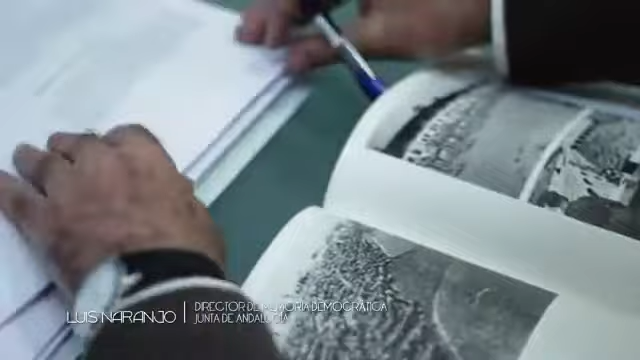 LUIS NARANJO
DIRECTOR DE MEMORIA DEMOCRÁTICA
JUNTA DE ANDALUCÍA